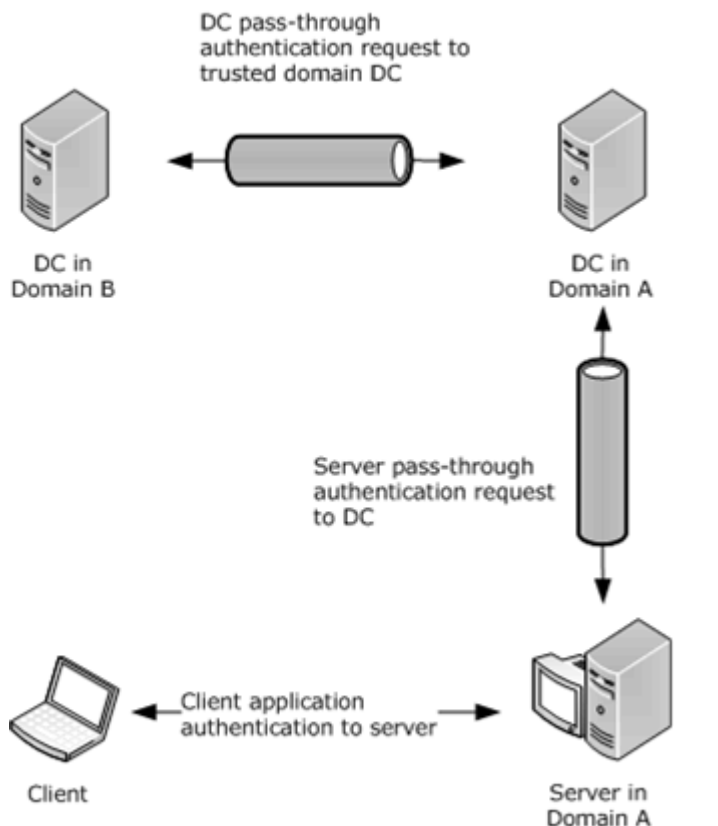 DC pass-through
authentication request to
trusted domain DC
DC in
Domain B
DC in
Domain A
Server pass-through
authentication request
to DC
Client application
authentication to server
Client
Server in
Domain A